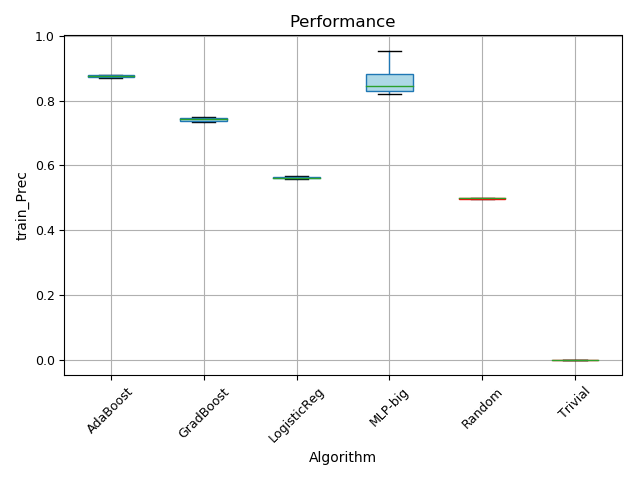 Performance
1.0
0.8
0.6
0.4
0.2
0.0
train_Prec
AdaBoost
GradBoost
LogisticReg
MLP-big
Random
Trivial
Algorithm